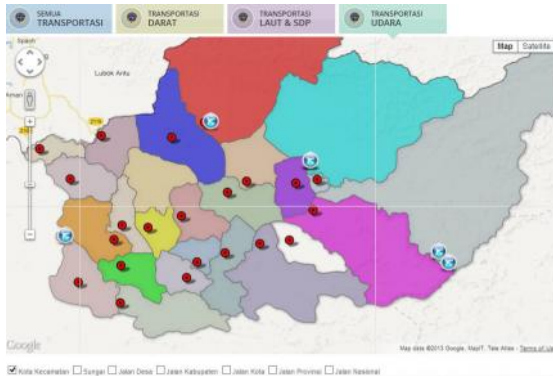 SEMUA
TRANSPORTASI
TRANSPORTASI
DARAT
TRANSPORTASI
LAUT & SDP
TRANSPORTASI
UDARA
Map
Satellite
Lubok Antu
Google
Map data ©2013 Google, MapIT, Tele Atlas - Terms of Use
Kota Kecamatan
Sungai
Jalan Desa
Jalan Kabupaten
Jalan Kota
Jalan Provinsi
Jalan Nasional